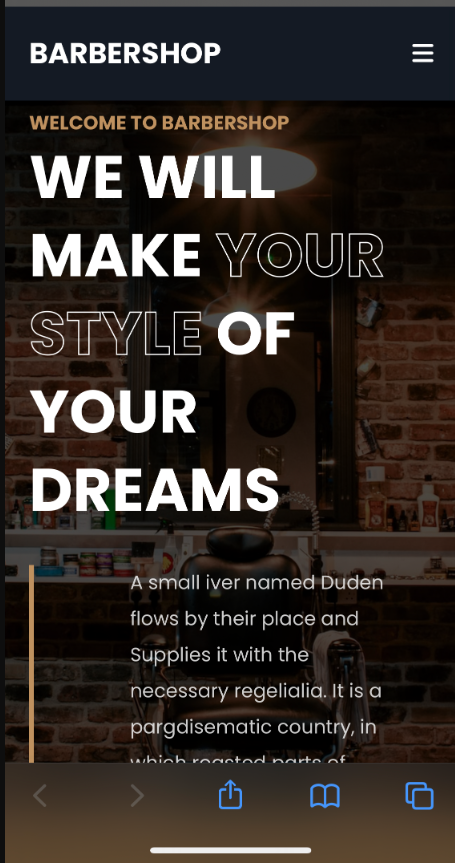 BARBERSHOP
WELCOME TO BARBERSHOP
WE WILL
MAKE YOUR
STYLE OF
YOUR
DREAMS
A small iver named Duden
flows by their place and
Supplies it with the
necessary regelialia. It is a
pargdisematic country, in
which roasted parts of